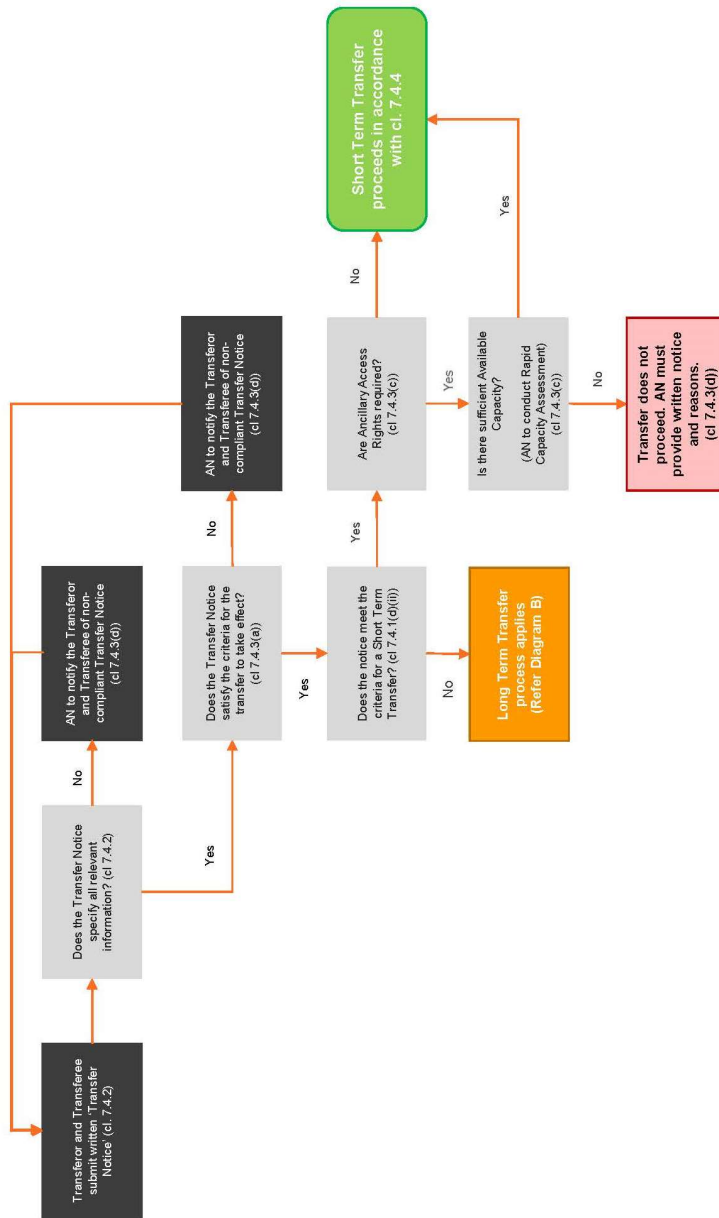 Transferor and Transferee
submit written 'Transfer
Notice' (cl. 7.4.2)
Does the Transfer Notice
specify all relevant
information? (cl 7.4.2)
No
AN to notify the Transferor
and Transferee of non-
compliant Transfer Notice
(cl 7.4.3(d))
Yes
Does the Transfer Notice
satisfy the criteria for the
transfer to take effect?
(cl 7.4.3(a))
No
AN to notify the Transferor
and Transferee of non-
compliant Transfer Notice
(cl 7.4.3(d))
Yes
Does the notice meet the
criteria for a Short Term
Transfer? (cl 7.4.1(d)(ii))
Yes
Are Ancillary Access
Rights required?
(cl 7.4.3(c))
No
Short Term Transfer
proceeds in accordance
with cl. 7.4.4
No
Long Term Transfer
process applies
(Refer Diagram B)
Yes
Is there sufficient Available
Capacity?
(AN to conduct Rapid
Capacity Assessment)
(cl 7.4.3(c))
Yes
No
Transfer does not
proceed. AN must
provide written notice
and reasons.
(cl 7.4.3(d))